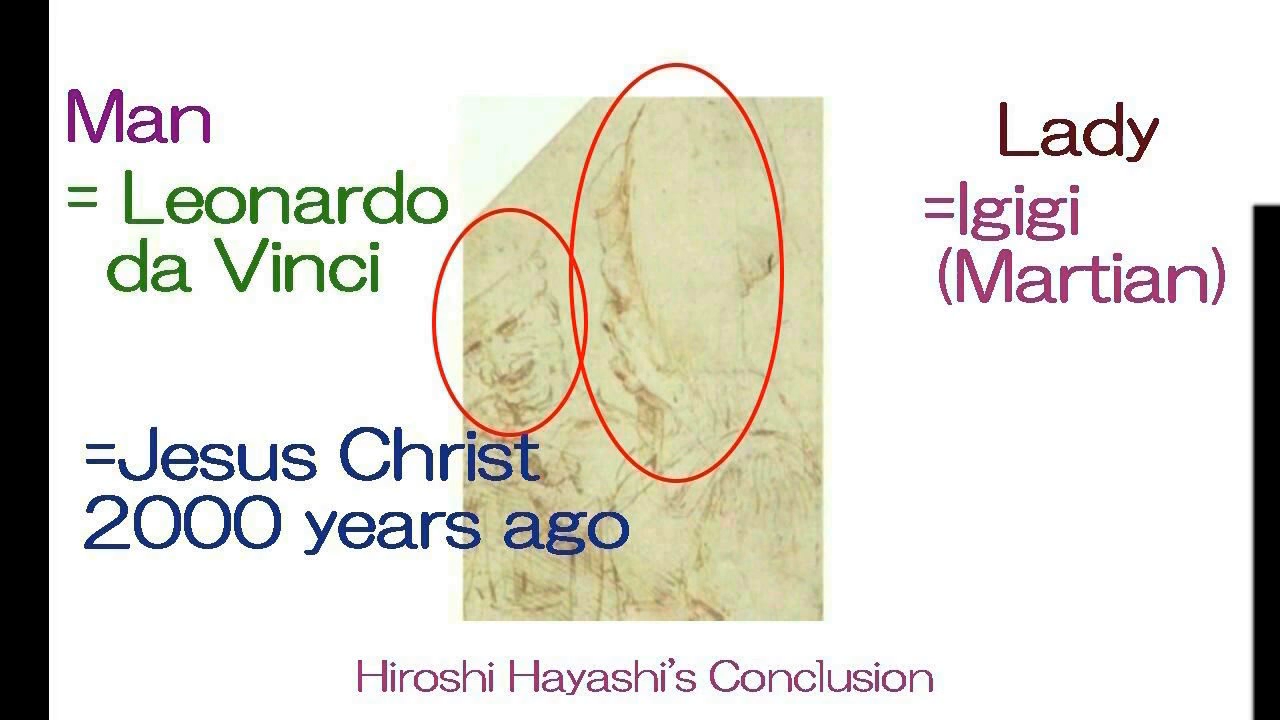 Man
= Leonardo
da Vinci
=Jesus Christ
2000 years ago
Lady
=Igigi
(Martian)
Hiroshi Hayashi's Conclusion